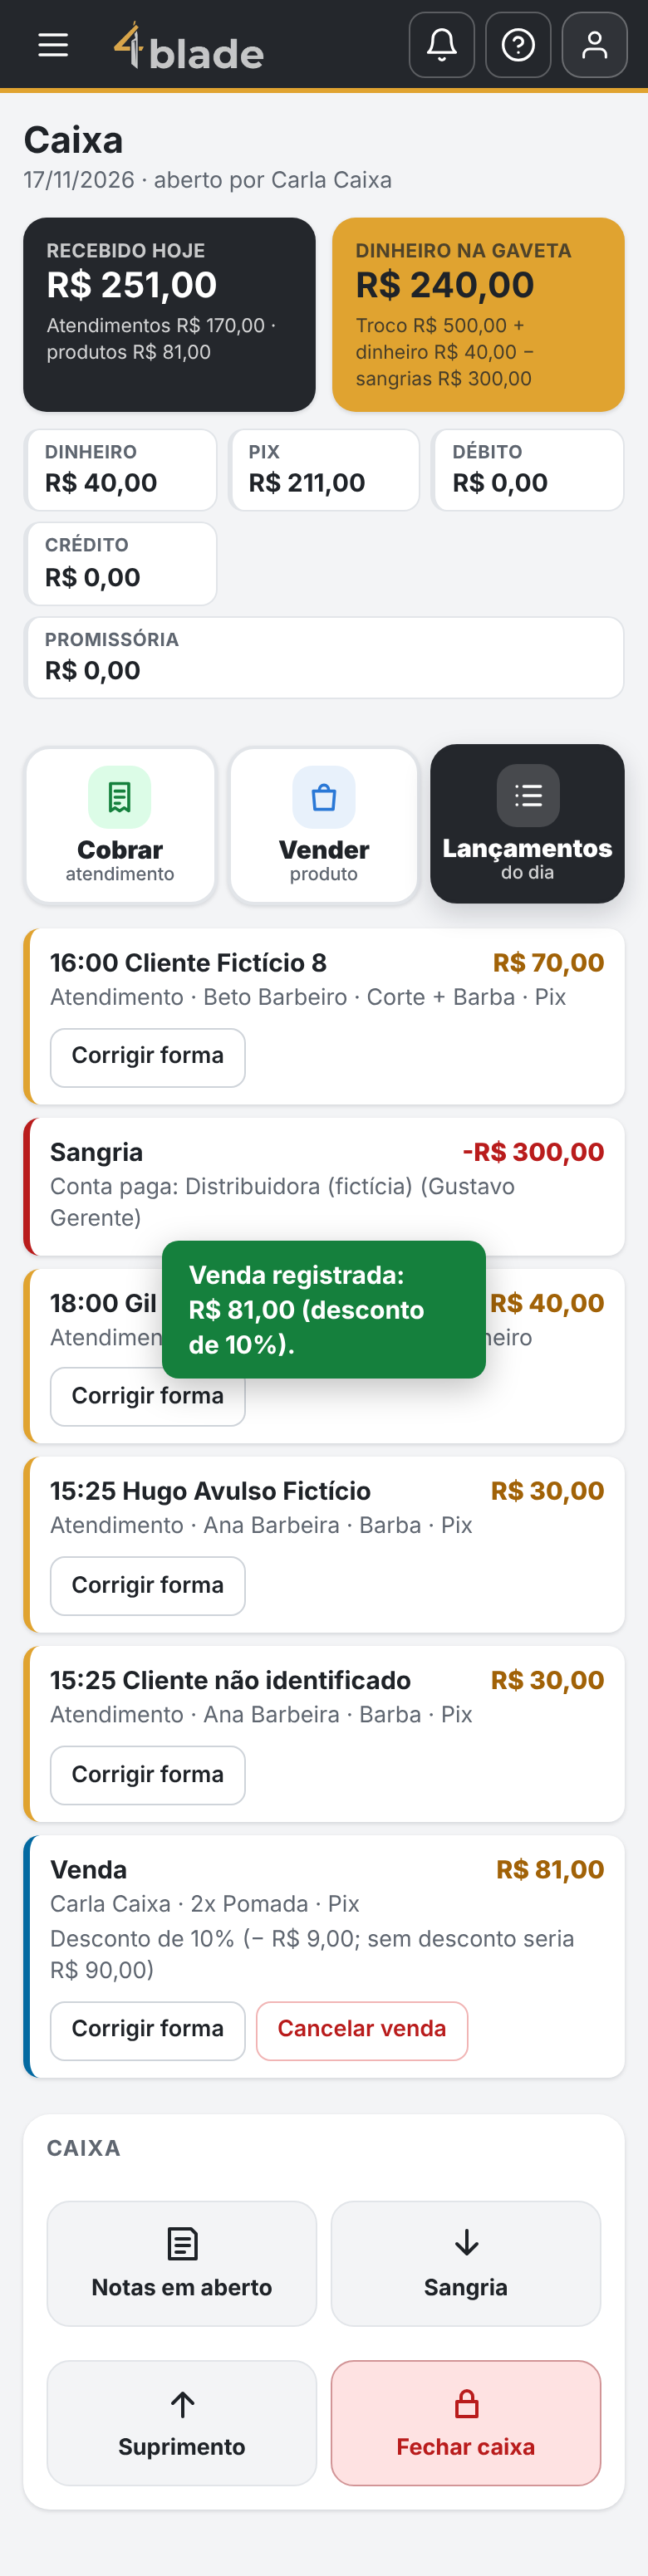 4blade
Caixa
17/11/2026 · aberto por Carla Caixa
RECEBIDO HOJE
R$ 251,00
Atendimentos R$ 170,00 ·
produtos R$ 81,00
DINHEIRO NA GAVETA
R$ 240,00
Troco R$ 500,00 +
dinheiro R$ 40,00 −
sangrias R$ 300,00
DINHEIRO
R$ 40,00
PIX
R$ 211,00
DÉBITO
R$ 0,00
CRÉDITO
R$ 0,00
PROMISSÓRIA
R$ 0,00
Cobrar
atendimento
Vender
produto
Lançamentos
do dia
16:00 Cliente Fictício 8 R$ 70,00
Atendimento · Beto Barbeiro · Corte + Barba · Pix
Corrigir forma
Sangria -R$ 300,00
Conta paga: Distribuidora (fictícia) (Gustavo
Gerente)
Venda registrada:
R$ 81,00 (desconto
de 10%).
18:00 Gil R$ 40,00
Corrigir forma
15:25 Hugo Avulso Fictício R$ 30,00
Atendimento · Ana Barbeira · Barba · Pix
Corrigir forma
15:25 Cliente não identificado R$ 30,00
Atendimento · Ana Barbeira · Barba · Pix
Corrigir forma
Venda R$ 81,00
Carla Caixa · 2x Pomada · Pix
Desconto de 10% (− R$ 9,00; sem desconto seria
R$ 90,00)
Corrigir forma Cancelar venda
CAIXA
Notas em aberto
Sangria
Suprimento
Fechar caixa